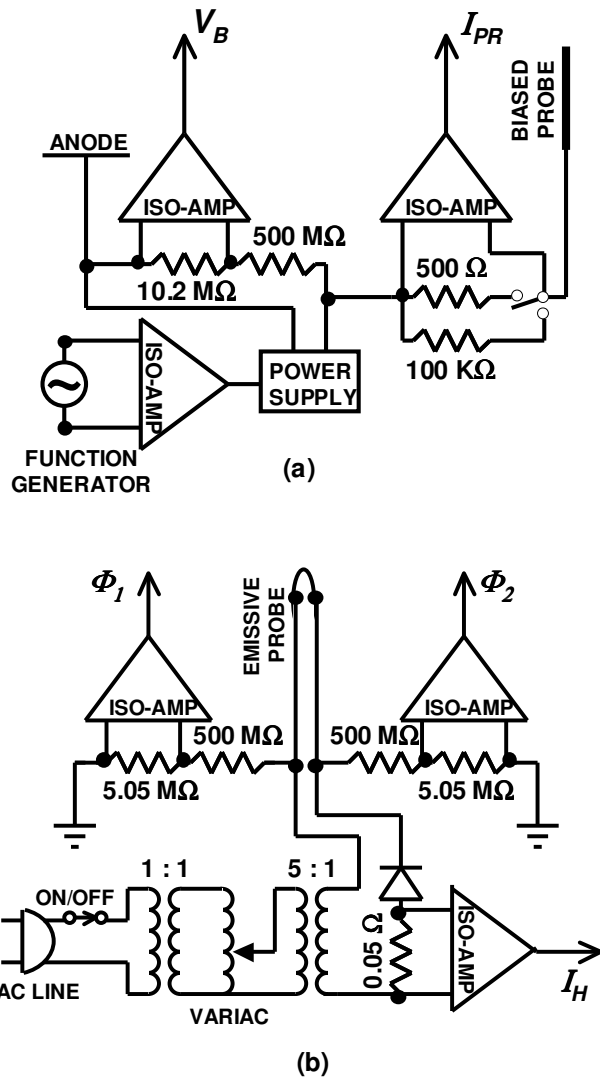 V_B
I_PR
BIASED
PROBE
ANODE
ISO-AMP
ISO-AMP
500 MΩ
10.2 MΩ
500 Ω
100 KΩ
ISO-AMP
POWER
SUPPLY
FUNCTION
GENERATOR
(a)
Φ1
Φ2
EMISSIVE
PROBE
ISO-AMP
ISO-AMP
500 MΩ
500 MΩ
5.05 MΩ
5.05 MΩ
1 : 1
5 : 1
ON/OFF
0.05 Ω
ISO-AMP
AC LINE
VARIAC
I_H
(b)